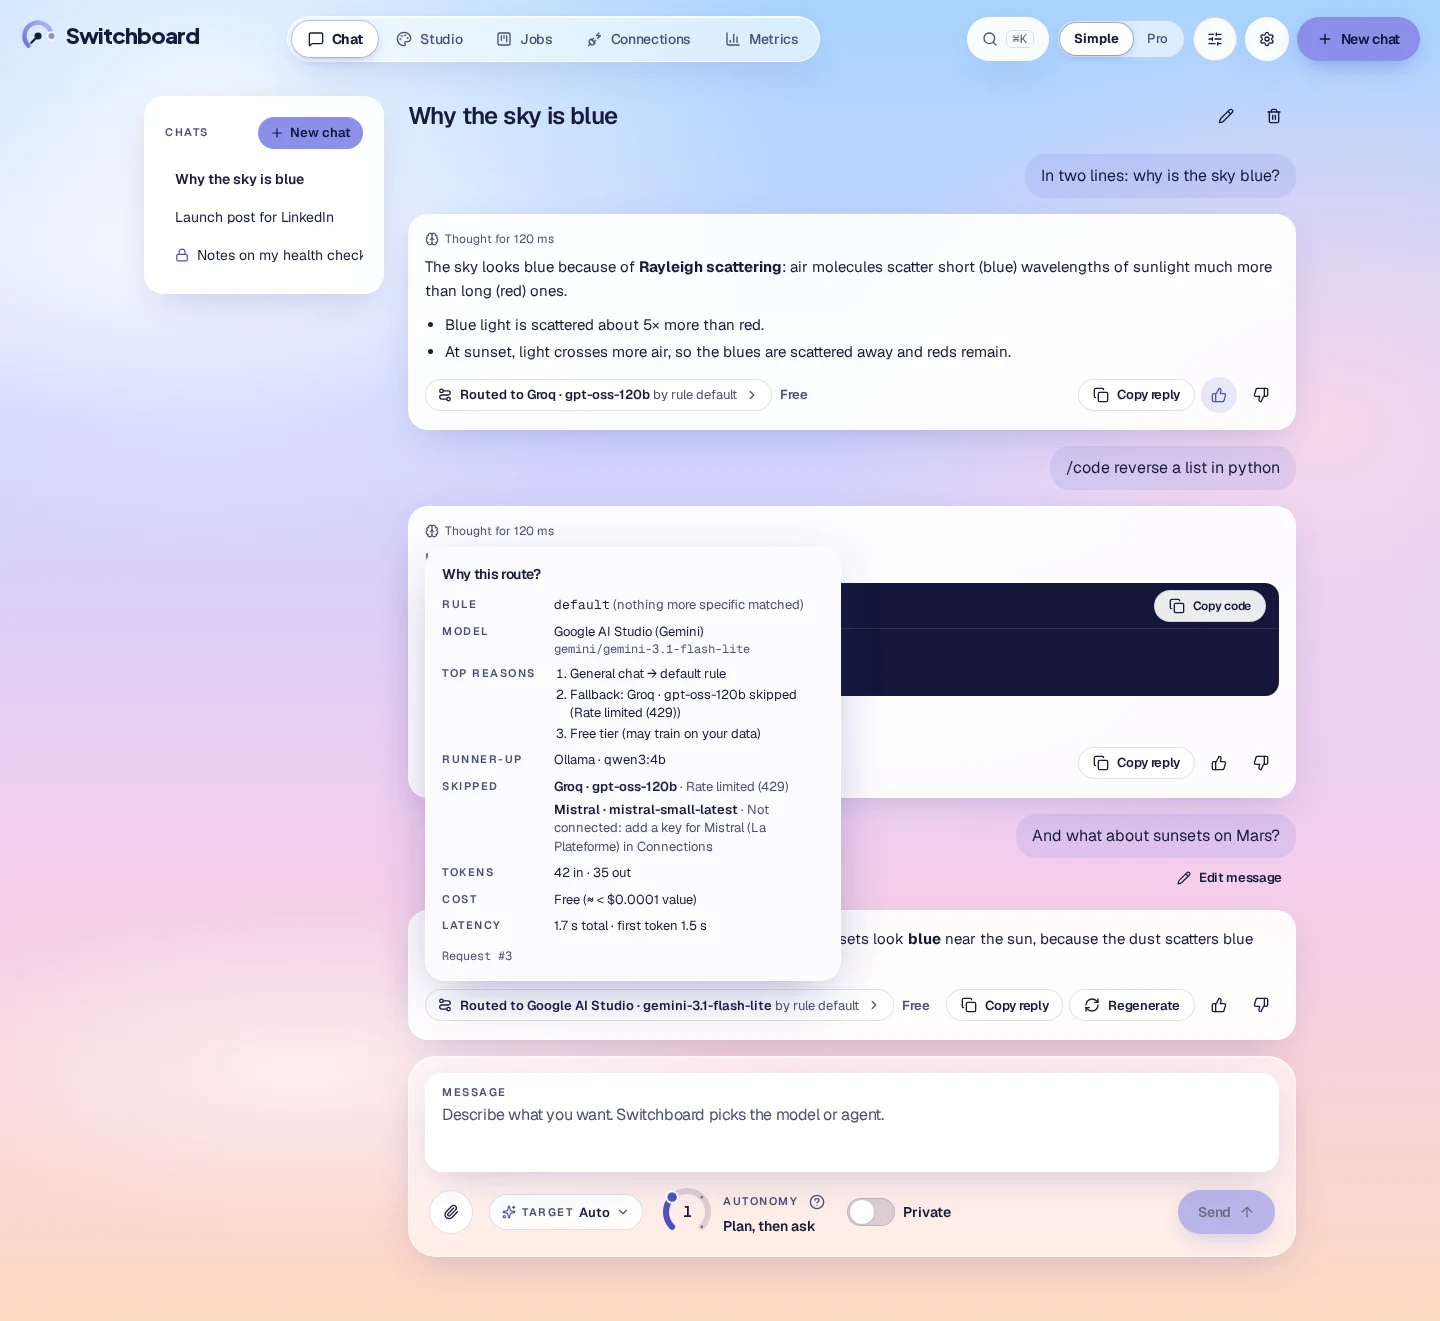 Switchboard
Chat
Studio
Jobs
Connections
Metrics
⌘K
Simple
Pro
New chat
CHATS
New chat
Why the sky is blue
Launch post for LinkedIn
Notes on my health check
Why the sky is blue
In two lines: why is the sky blue?
Thought for 120 ms
The sky looks blue because of Rayleigh scattering: air molecules scatter short (blue) wavelengths of sunlight much more
than long (red) ones.
• Blue light is scattered about 5× more than red.
• At sunset, light crosses more air, so the blues are scattered away and reds remain.
Routed to Groq · gpt-oss-120b by rule default
Free
Copy reply
/code reverse a list in python
Thought for 120 ms
Copy code
Copy reply
Why this route?
RULE
default (nothing more specific matched)
MODEL
Google AI Studio (Gemini)
gemini/gemini-3.1-flash-lite
TOP REASONS
1. General chat → default rule
2. Fallback: Groq · gpt-oss-120b skipped
(Rate limited (429))
3. Free tier (may train on your data)
RUNNER-UP
Ollama · qwen3:4b
SKIPPED
Groq · gpt-oss-120b · Rate limited (429)
Mistral · mistral-small-latest · Not
connected: add a key for Mistral (La
Plateforme) in Connections
TOKENS
42 in · 35 out
COST
Free (≈ < $0.0001 value)
LATENCY
1.7 s total · first token 1.5 s
Request #3
And what about sunsets on Mars?
Edit message
sets look blue near the sun, because the dust scatters blue
Routed to Google AI Studio · gemini-3.1-flash-lite by rule default
Free
Copy reply
Regenerate
MESSAGE
Describe what you want. Switchboard picks the model or agent.
TARGET Auto
1
AUTONOMY
Plan, then ask
Private
Send